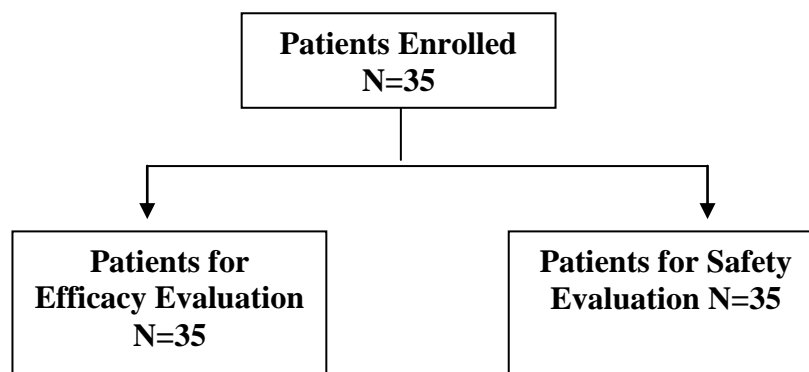 Patients Enrolled
N=35
Patients for
Efficacy Evaluation
N=35
Patients for Safety
Evaluation N=35